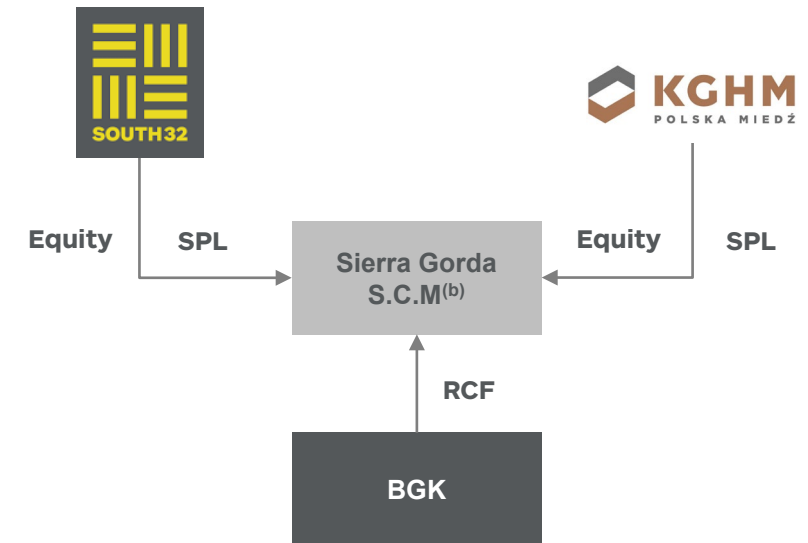 SOUTH32
KGHM
POLSKA MIEDŹ
Equity
SPL
Sierra Gorda
S.C.M(b)
Equity
SPL
RCF
BGK